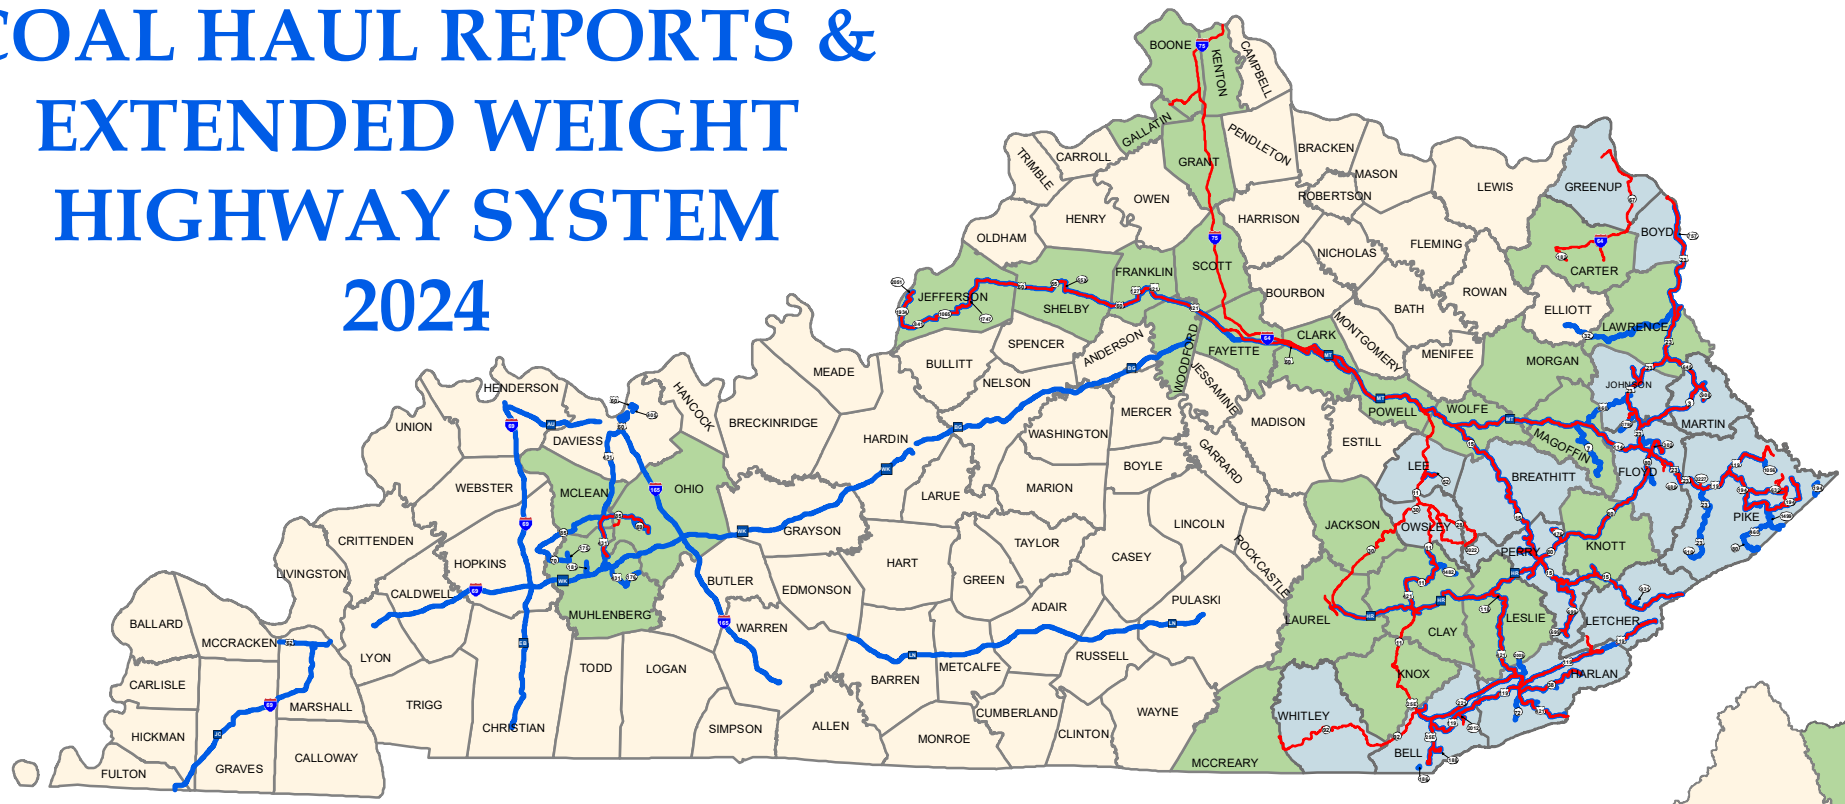 COAL HAUL REPORTS &
EXTENDED WEIGHT
HIGHWAY SYSTEM
2024
BOONE
KENTON
CAMPBELL
GALLATIN
PENDLETON
BRACKEN
CARROLL
TRIMBLE
GRANT
MASON
ROBERTSON
LEWIS
GREENUP
OWEN
HENRY
HARRISON
OLDHAM
NICHOLAS
FLEMING
BOYD
SCOTT
FRANKLIN
CARTER
JEFFERSON
SHELBY
BOURBON
ROWAN
BATH
ELLIOTT
LAWRENCE
SPENCER
ANDERSON
WOODFORD
FAYETTE
CLARK
MONTGOMERY
MENIFEE
MORGAN
BULLITT
MEADE
NELSON
JESSAMINE
JOHNSON
HENDERSON
HANCOCK
BRECKINRIDGE
HARDIN
MERCER
POWELL
WOLFE
MARTIN
UNION
DAVIESS
WASHINGTON
MADISON
ESTILL
MAGOFFIN
BOYLE
GARRARD
LEE
BREATHITT
FLOYD
WEBSTER
MCLEAN
OHIO
LARUE
MARION
PIKE
CRITTENDEN
GRAYSON
LINCOLN
JACKSON
OWSLEY
TAYLOR
CASEY
ROCKCASTLE
PERRY
KNOTT
HOPKINS
HART
LIVINGSTON
CALDWELL
BUTLER
EDMONSON
GREEN
ADAIR
PULASKI
MUHLENBERG
BALLARD
MCCRACKEN
WARREN
LAUREL
CLAY
LESLIE
LETCHER
LYON
TODD
LOGAN
BARREN
METCALFE
RUSSELL
KNOX
HARLAN
CARLISLE
TRIGG
MARSHALL
CHRISTIAN
SIMPSON
ALLEN
CUMBERLAND
WAYNE
WHITLEY
HICKMAN
MONROE
CLINTON
BELL
FULTON
GRAVES
CALLOWAY
MCCREARY